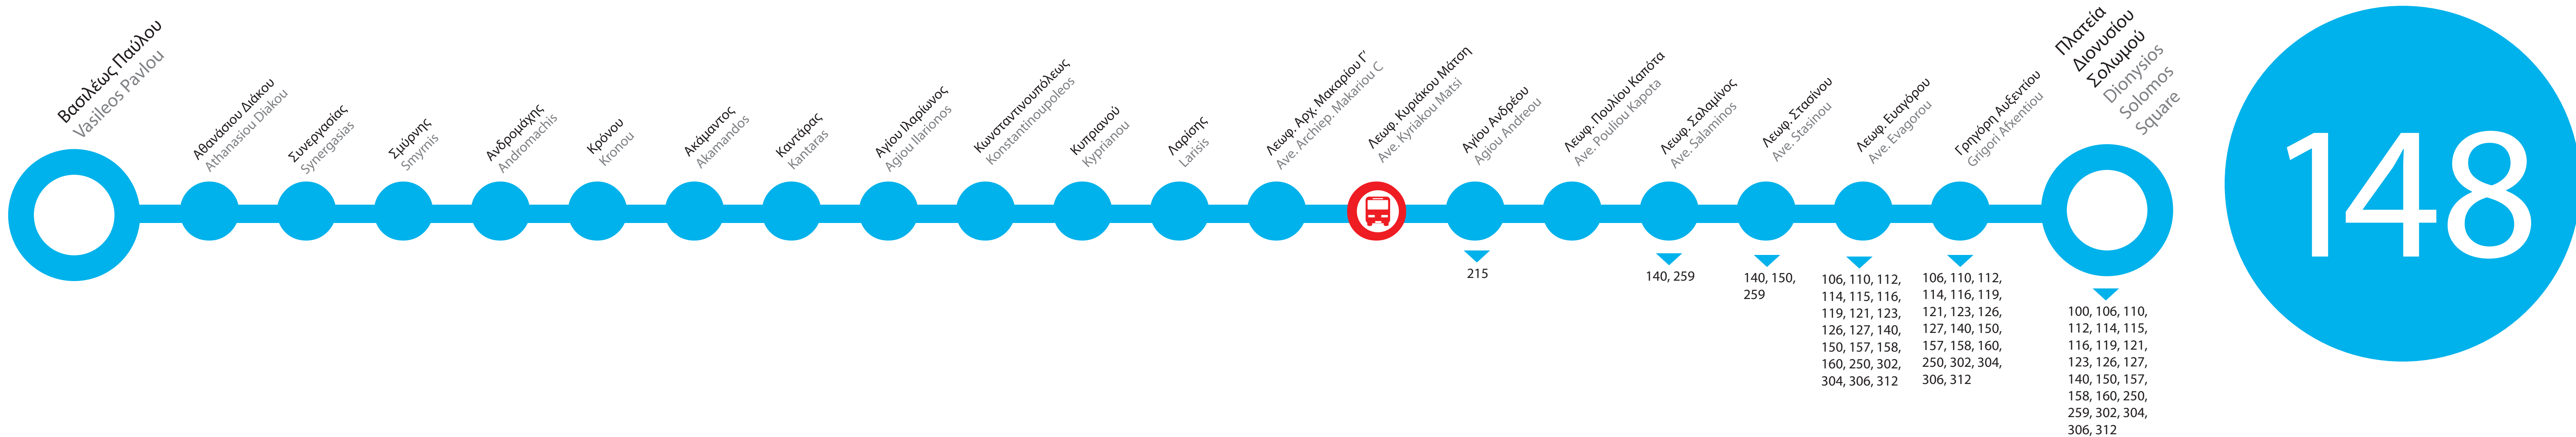 Βασιλέως Παύλου
Vasileos Pavlou
Αθανάσιου Διάκου
Athanasiou Diakou
Συνεργασίας
Synergasias
Σμύρνης
Smyrnis
Ανδρομάχης
Andromachis
Κρόνου
Kronou
Ακάμαντος
Akamandos
Καντάρας
Kantaras
Αγίου Ιλαρίωνος
Agiou Ilarionos
Κωνσταντινουπόλεως
Konstantinoupoleos
Κυπριανού
Kyprianou
Λαρίσης
Larisis
Λεωφ. Αρχ. Μακαρίου Γ'
Ave. Archiep. Makariou C
Λεωφ. Κυριάκου Μάτση
Ave. Kyriakou Matsi
Αγίου Ανδρέου
Agiou Andreou
Λεωφ. Πουλίου Καπότα
Ave. Pouliou Kapota
Λεωφ. Σαλαμίνος
Ave. Salaminos
Λεωφ. Στασίνου
Ave. Stasinou
Λεωφ. Ευαγόρου
Ave. Evagorou
Γρηγόρη Αυξεντίου
Grigori Afxentiou
Πλατεία
Διονυσίου
Σολωμού
Dionysios
Solomos
Square
148
215
140, 259
140, 150,
259
106, 110, 112,
114, 115, 116,
119, 121, 123,
126, 127, 140,
150, 157, 158,
160, 250, 302,
304, 306, 312
106, 110, 112,
114, 116, 119,
121, 123, 126,
127, 140, 150,
157, 158, 160,
250, 302, 304,
306, 312
100, 106, 110,
112, 114, 115,
116, 119, 121,
123, 126, 127,
140, 150, 157,
158, 160, 250,
259, 302, 304,
306, 312